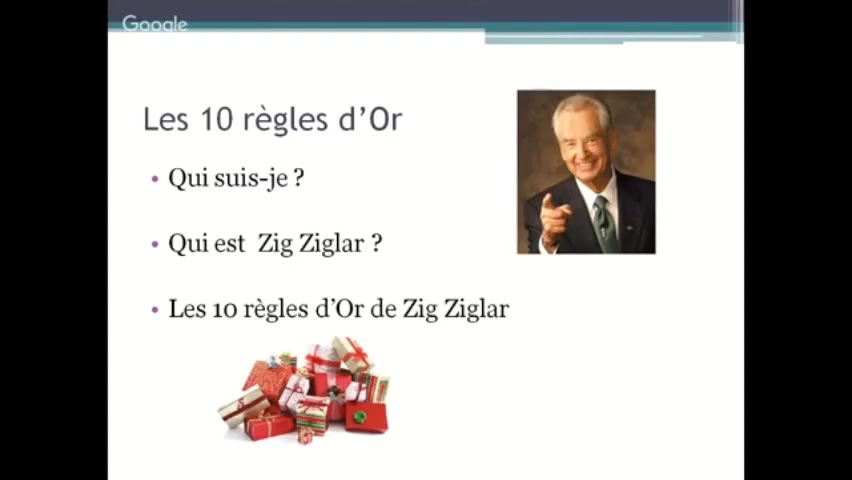 Google
Les 10 règles d'Or
• Qui suis-je ?
• Qui est Zig Ziglar ?
• Les 10 règles d'Or de Zig Ziglar